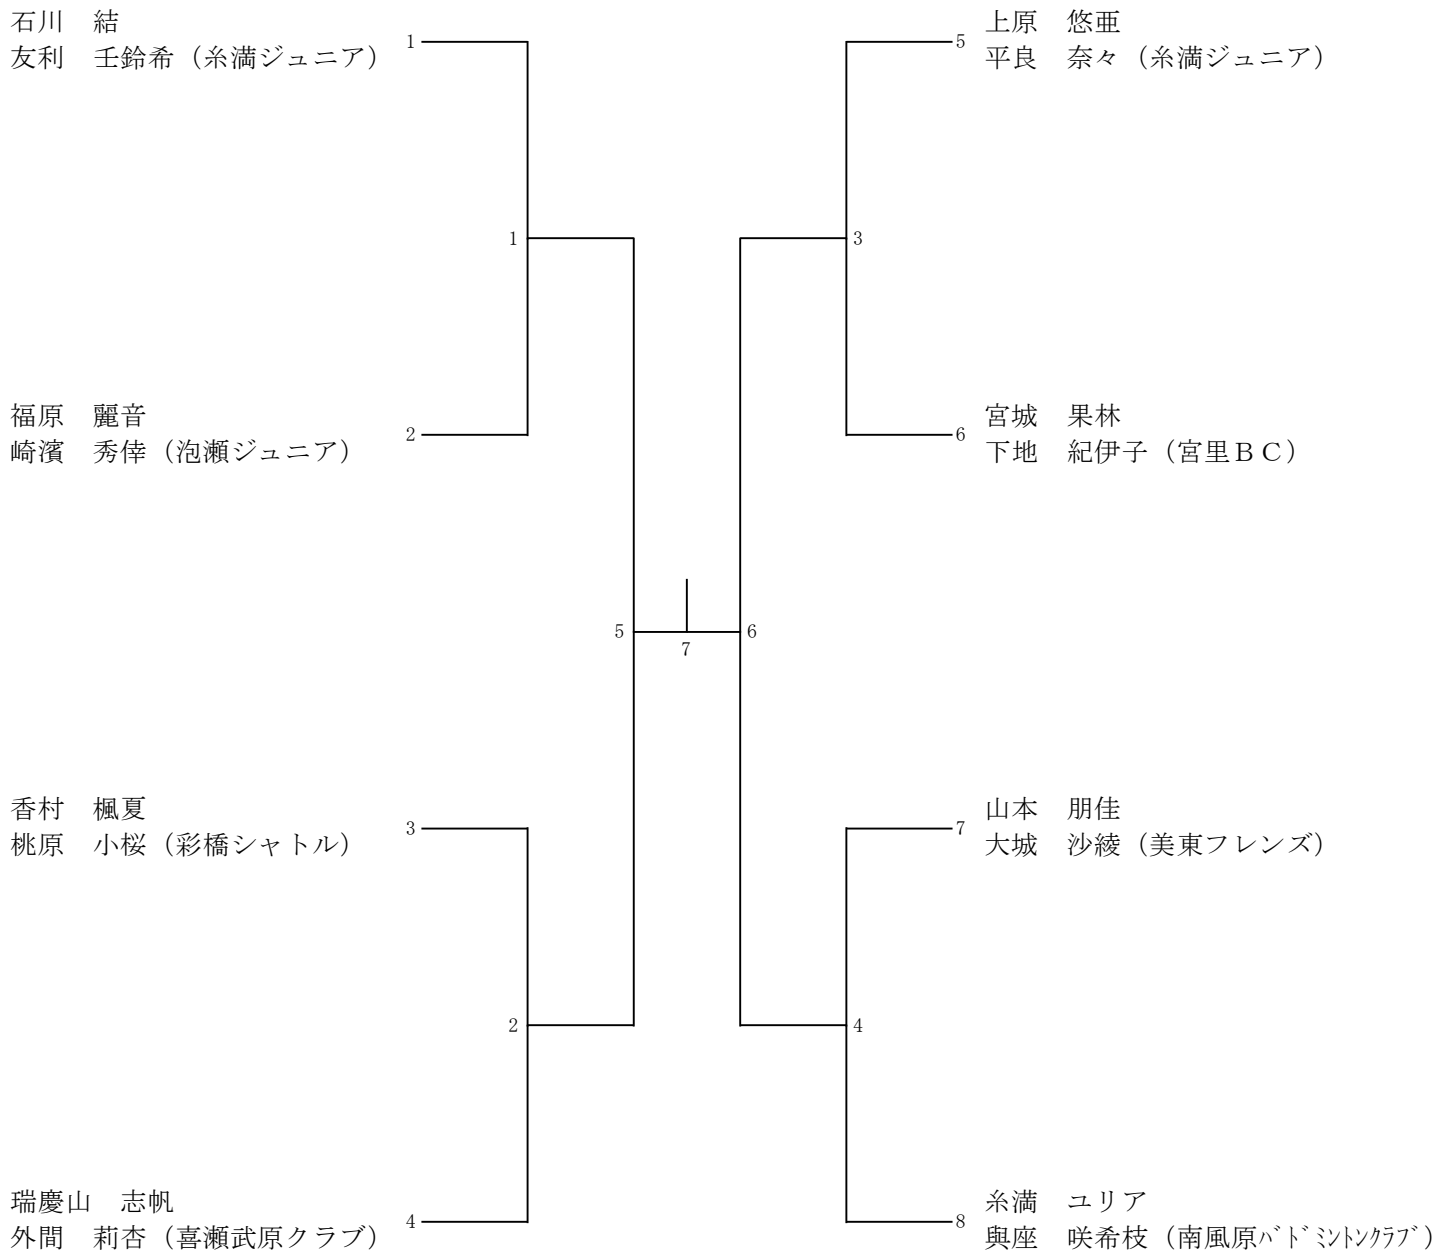 石川　結
友利　壬鈴希（糸満ジュニア）
1
福原　麗音
崎濱　秀倖（泡瀬ジュニア）
2
香村　楓夏
桃原　小桜（彩橋シャトル）
3
瑞慶山　志帆
外間　莉杏（喜瀬武原クラブ）
4
1
2
5
7
6
3
4
5
上原　悠亜
平良　奈々（糸満ジュニア）
6
宮城　果林
下地　紀伊子（宮里ＢＣ）
7
山本　朋佳
大城　沙綾（美東フレンズ）
8
糸満　ユリア
與座　咲希枝（南風原ﾊﾞﾄﾞﾐﾝﾄﾝｸﾗﾌﾞ）